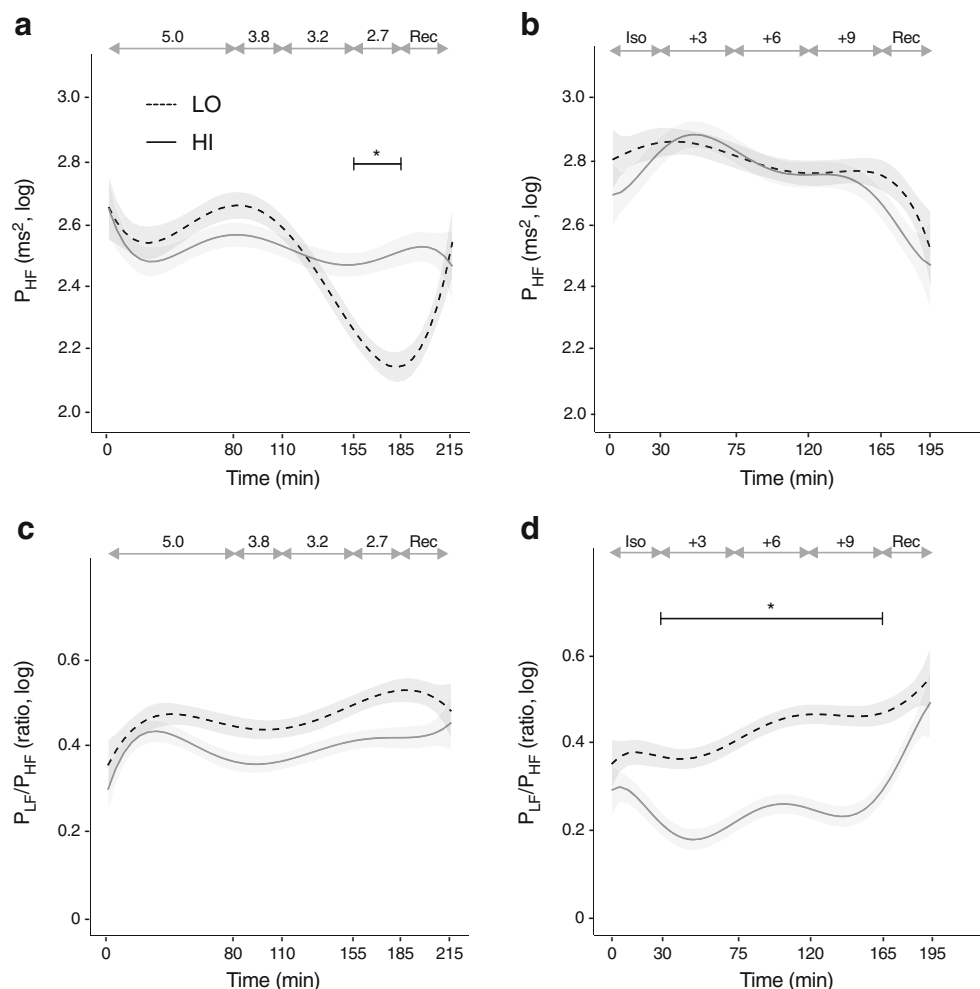 a
5.0 3.8 3.2 2.7 Rec
3.0
2.8
2.6
2.4
2.2
2.0
P_HF (ms², log)
LO
HI
*
0 80 110 155 185 215
Time (min)
b
Iso +3 +6 +9 Rec
3.0
2.8
2.6
2.4
2.2
2.0
P_HF (ms², log)
0 30 75 120 165 195
Time (min)
c
5.0 3.8 3.2 2.7 Rec
0.6
0.4
0.2
0
P_LF/P_HF (ratio, log)
0 80 110 155 185 215
Time (min)
d
Iso +3 +6 +9 Rec
*
0.6
0.4
0.2
0
P_LF/P_HF (ratio, log)
0 30 75 120 165 195
Time (min)